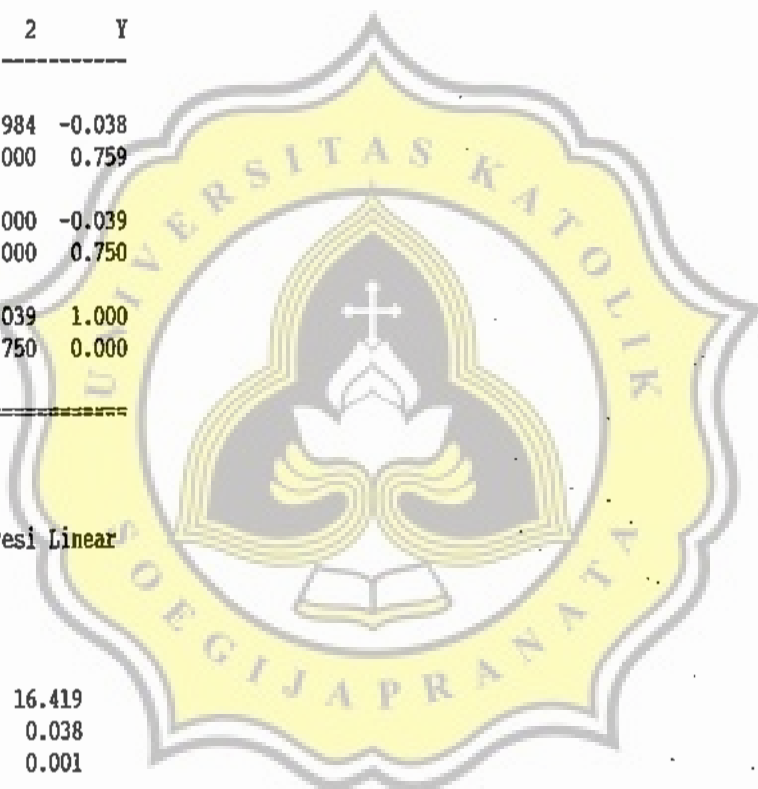 2 Y
984 -0.038
000 0.759
000 -0.039
000 0.750
039 1.000
750 0.000
esi Linear
16.419
0.038
0.001
UNIVERSITAS KATOLIK
SOEGIJAPRANATA